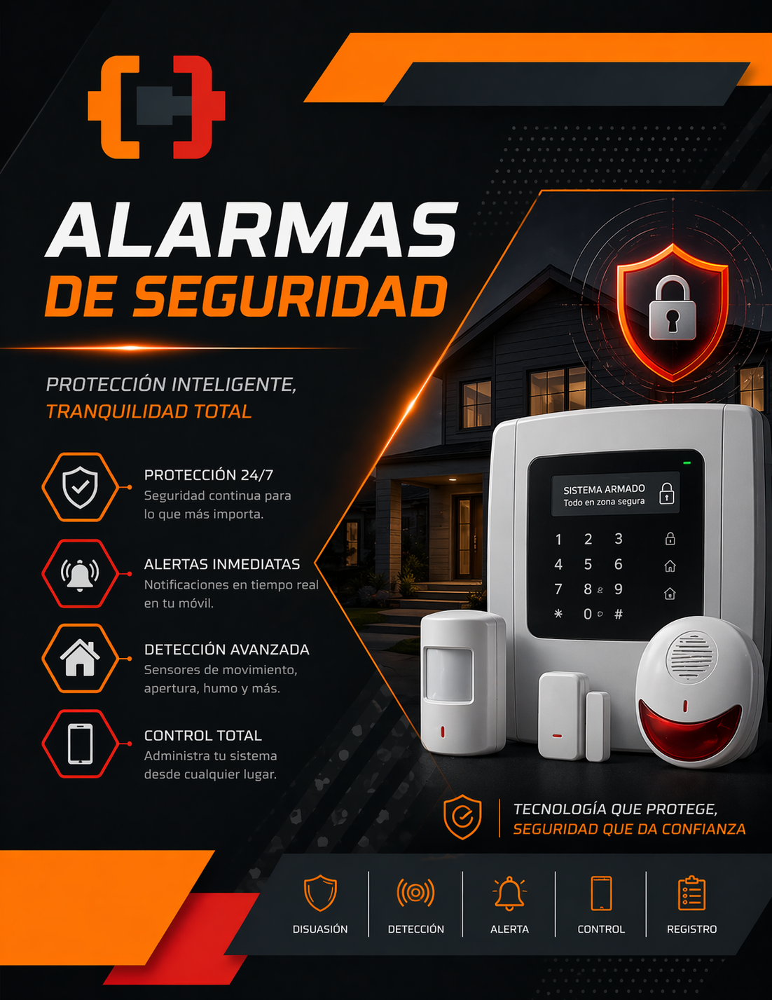 ALARMAS
DE SEGURIDAD
PROTECCIÓN INTELIGENTE,
TRANQUILIDAD TOTAL
PROTECCIÓN 24/7
Seguridad continua para
lo que más importa.
ALERTAS INMEDIATAS
Notificaciones en tiempo real
en tu móvil.
DETECCIÓN AVANZADA
Sensores de movimiento,
apertura, humo y más.
CONTROL TOTAL
Administra tu sistema
desde cualquier lugar.
SISTEMA ARMADO
Todo en zona segura
1 2 3
4 5 6
7 8 9
* 0 #
TECNOLOGÍA QUE PROTEGE,
SEGURIDAD QUE DA CONFIANZA
DISUASIÓN
DETECCIÓN
ALERTA
CONTROL
REGISTRO